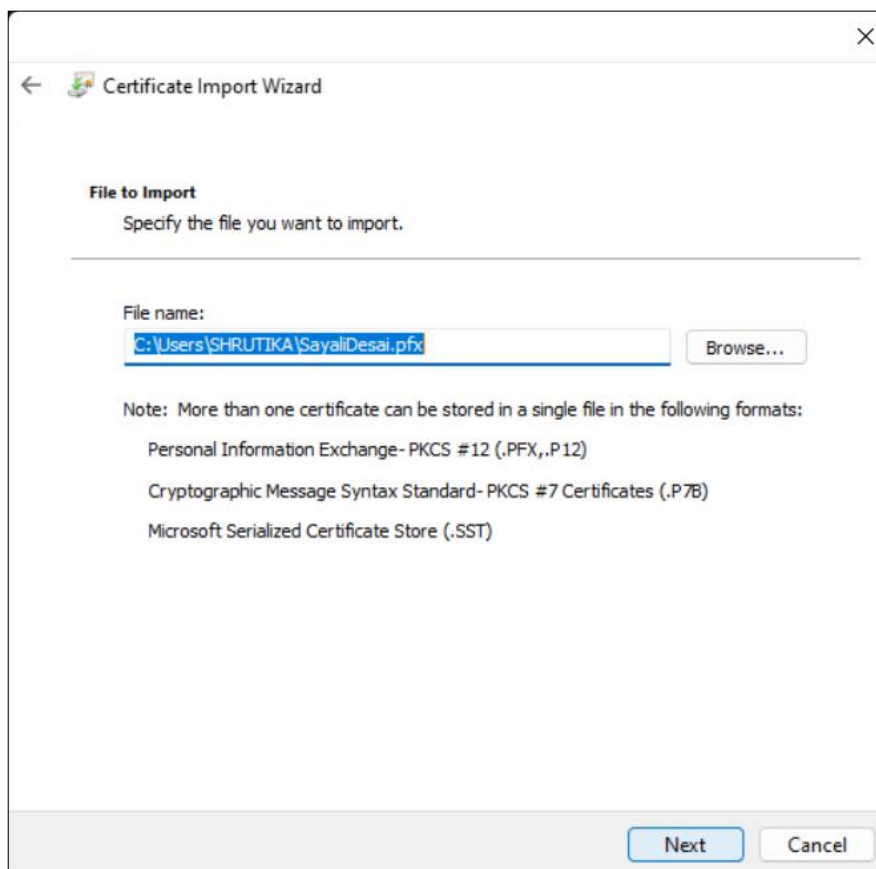 Certificate Import Wizard
File to Import
Specify the file you want to import.
File name:
C:\Users\SHRUTIKA\SayaliDesai.pfx
Browse...
Note: More than one certificate can be stored in a single file in the following formats:
Personal Information Exchange- PKCS #12 (.PFX,.P12)
Cryptographic Message Syntax Standard- PKCS #7 Certificates (.P7B)
Microsoft Serialized Certificate Store (.SST)
Next
Cancel